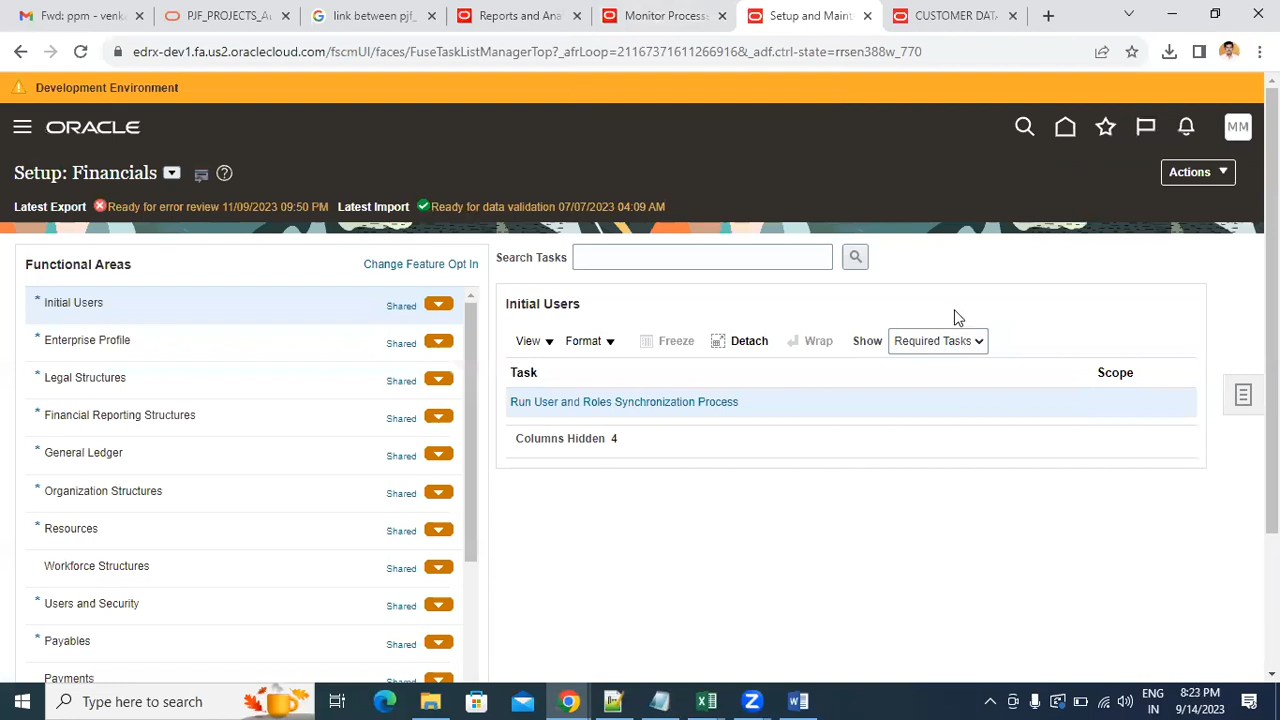 Fwd: ppm - venka
PJF_PROJECTS_AL
link between pjf_
Reports and Ana
Monitor Processe
Setup and Maint
CUSTOMER DATA
edrx-dev1.fa.us2.oraclecloud.com/fscmUI/faces/FuseTaskListManagerTop?_afrLoop=21167371611266916&_adf.ctrl-state=rrsen388w_770
Development Environment
ORACLE
MM
Setup: Financials
Actions
Latest Export Ready for error review 11/09/2023 09:50 PM Latest Import Ready for data validation 07/07/2023 04:09 AM
Functional Areas
Change Feature Opt In
* Initial Users Shared
* Enterprise Profile Shared
* Legal Structures Shared
* Financial Reporting Structures Shared
* General Ledger Shared
* Organization Structures Shared
* Resources Shared
Workforce Structures Shared
* Users and Security Shared
* Payables Shared
Payments Shared
Search Tasks
Initial Users
View Format Freeze Detach Wrap Show Required Tasks
Task Scope
Run User and Roles Synchronization Process
Columns Hidden 4
Type here to search
ENG
IN
8:23 PM
9/14/2023